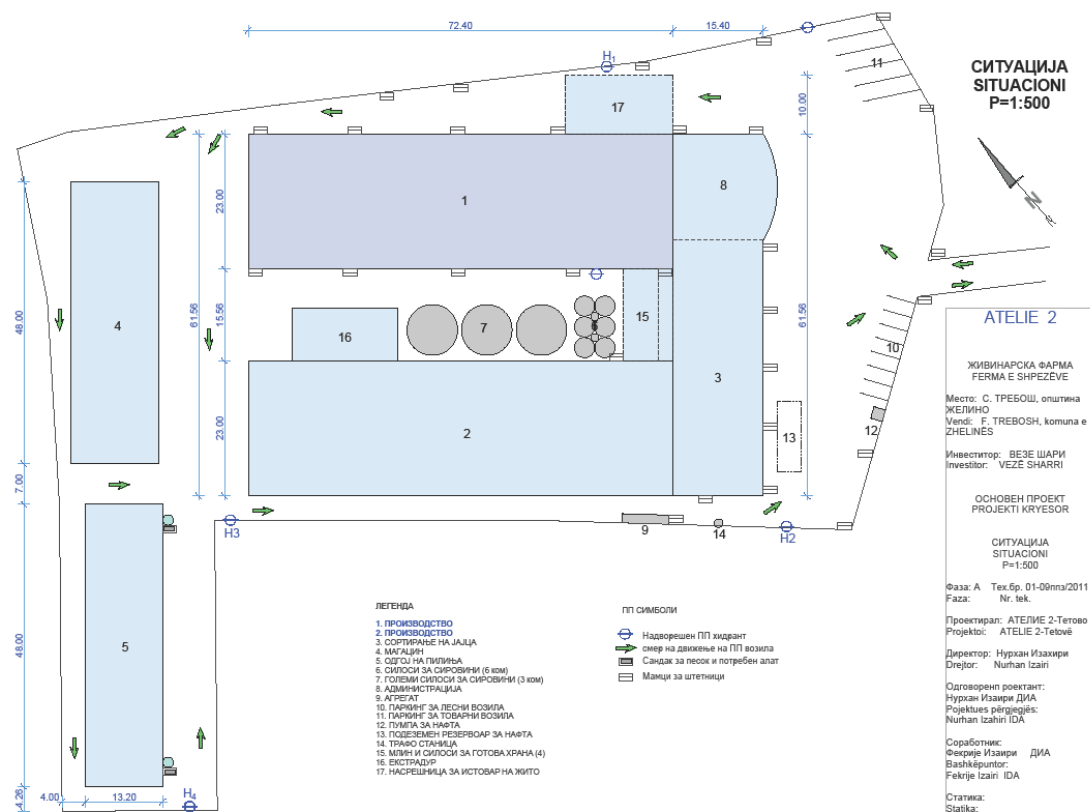 72.40
15.40
СИТУАЦИЈА
SITUACIONI
P=1:500
N
H1
11
10.00
17
1
8
23.00
23.00
15.56
61.56
61.56
48.00
7.00
48.00
4.26
4.00
13.20
4
16
7
6
15
3
2
5
13
10
12
9
14
H3
H2
H4
ЛЕГЕНДА
1. ПРОИЗВОДСТВО
2. ПРОИЗВОДСТВО
3. СОРТИРАЊЕ НА ЈАЈЦА
4. МАГАЦИН
5. ОДГОЈ НА ПИЛИЊА
6. СИЛОСИ ЗА СИРОВИНИ (6 ком)
7. ГОЛЕМИ СИЛОСИ ЗА СИРОВИНИ (3 ком)
8. АДМИНИСТРАЦИЈА
9. АГРЕГАТ
10. ПАРКИНГ ЗА ЛЕСНИ ВОЗИЛА
11. ПАРКИНГ ЗА ТОВАРНИ ВОЗИЛА
12. ПУМПА ЗА НАФТА
13. ПОДЕЗЕМЕН РЕЗЕРВОАР ЗА НАФТА
14. ТРАФО СТАНИЦА
15. МЛИН И СИЛОСИ ЗА ГОТОВА ХРАНА (4)
16. ЕКСТРАДУР
17. НАСРЕШНИЦА ЗА ИСТОВАР НА ЖИТО
ПП СИМБОЛИ
Надворешен ПП хидрант
смер на движење на ПП возила
Сандак за песок и потребен алат
Мамци за штетници
ATELIE 2
ЖИВИНАРСКА ФАРМА
FERMA E SHPEZËVE
Место: С. ТРЕБОШ, општина
ЖЕЛИНО
Vendi: F. TREBOSH, komuna e
ZHELINËS
Инвеститор: ВЕЗЕ ШАРИ
Investitor: VEZË SHARRI
ОСНОВЕН ПРОЕКТ
PROJEKTI KRYESOR
СИТУАЦИЈА
SITUACIONI
P=1:500
Фаза: А Тех.бр. 01-09ппз/2011
Faza: Nr. tek.
Проектирал: АТЕЛИЕ 2-Тетово
Projektoi: ATELIE 2-Tetovë
Директор: Нурхан Изахири
Drejtor: Nurhan Izairi
Одговоренп роектант:
Нурхан Изаири ДИА
Pojektues përgjegjës:
Nurhan Izahiri IDA
Соработник:
Фекрије Изаири ДИА
Bashkëpuntor:
Fekrije Izairi IDA
Статика:
Statika: